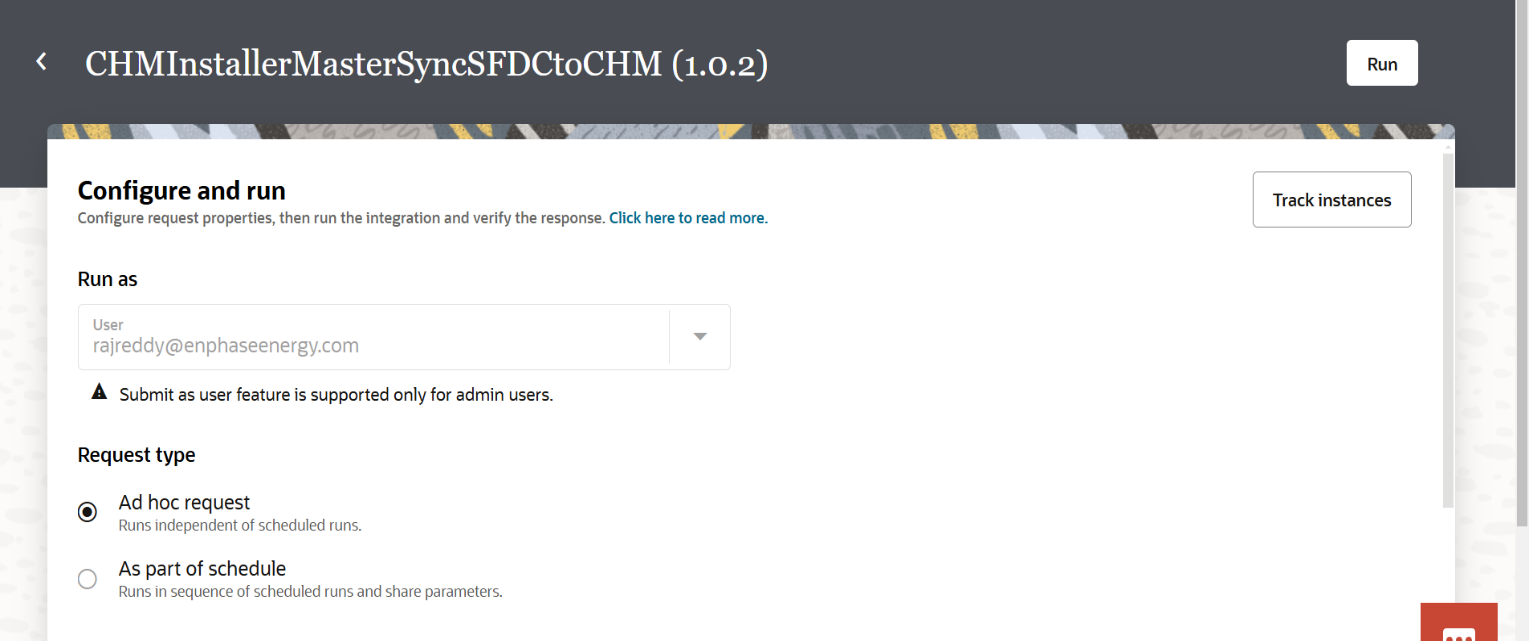 CHMInstallerMasterSyncSFDCtoCHM (1.0.2)
Run
Configure and run
Configure request properties, then run the integration and verify the response. Click here to read more.
Track instances
Run as
User
rajreddy@enphaseenergy.com
Submit as user feature is supported only for admin users.
Request type
Ad hoc request
Runs independent of scheduled runs.
As part of schedule
Runs in sequence of scheduled runs and share parameters.